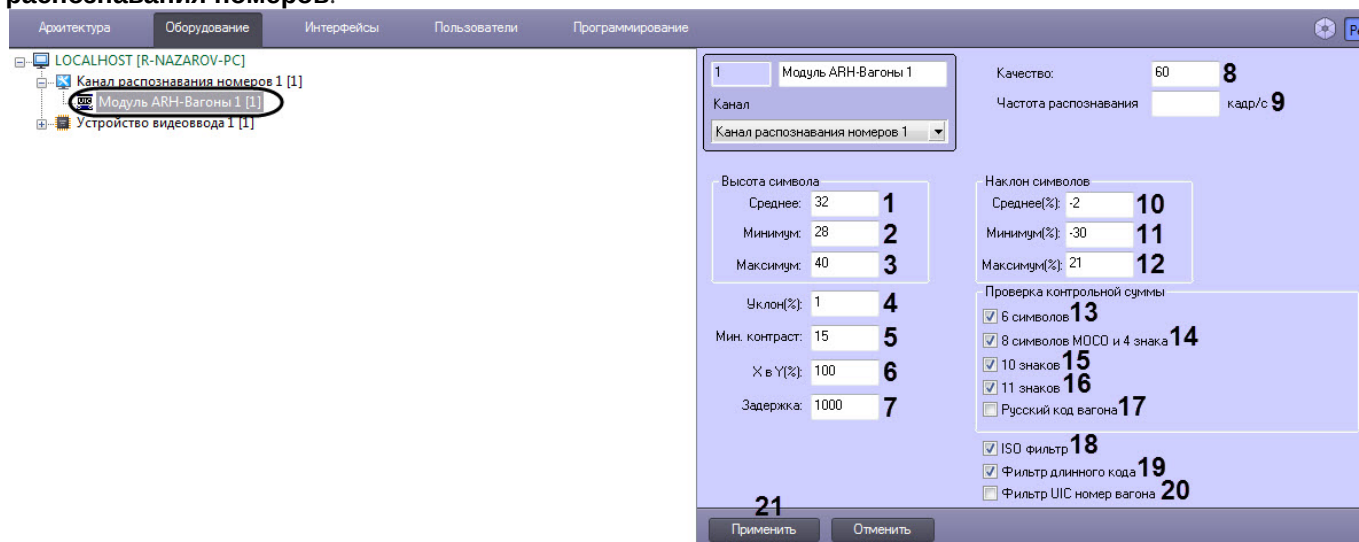 распознавания номеров.
Архитектура Оборудование Интерфейсы Пользователи Программирование
LOCALHOST [R-NAZAROV-PC]
Канал распознавания номеров 1 [1]
Модуль ARH-Вагоны 1 [1]
Устройство видеоввода 1 [1]
1 Модуль ARH-Вагоны 1
Канал
Канал распознавания номеров 1
Качество: 60 8
Частота распознавания кадр/с 9
Высота символа
Среднее: 32 1
Минимум: 28 2
Максимум: 40 3
Уклон(%): 1 4
Мин. контраст: 15 5
X в Y(%): 100 6
Задержка: 1000 7
Наклон символов
Среднее(%): -2 10
Минимум(%): -30 11
Максимум(%): 21 12
Проверка контрольной суммы
6 символов 13
8 символов МОСО и 4 знака 14
10 знаков 15
11 знаков 16
Русский код вагона 17
ISO фильтр 18
Фильтр длинного кода 19
Фильтр UIC номер вагона 20
21
Применить Отменить